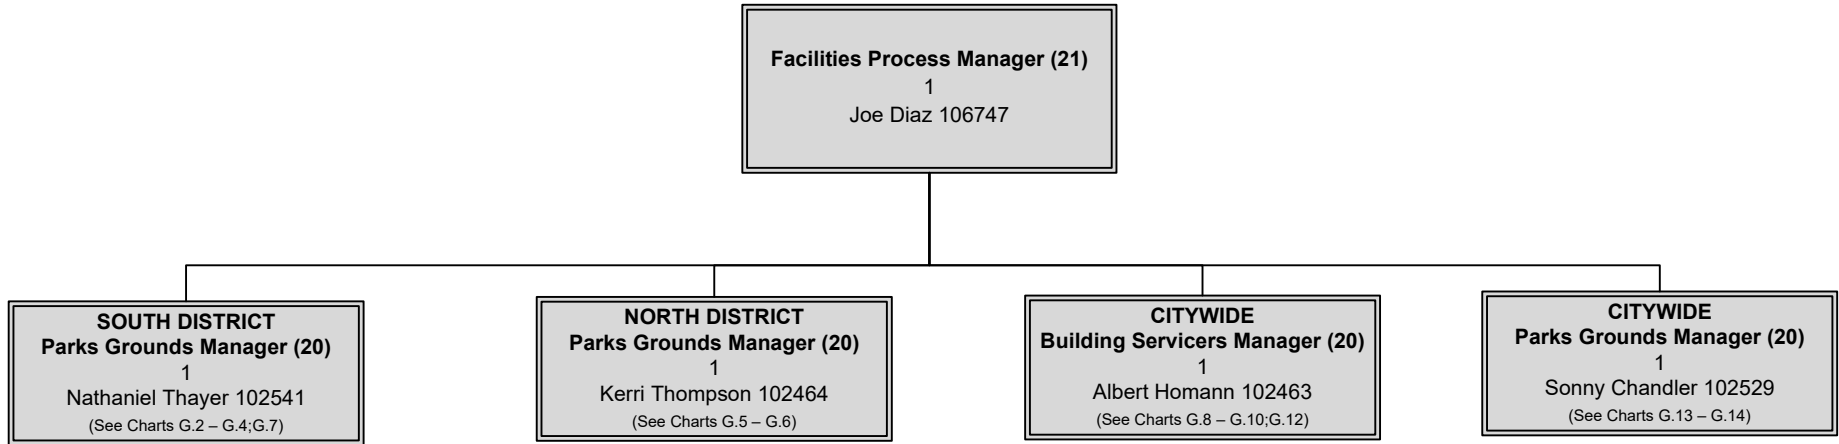 Facilities Process Manager (21)
1
Joe Diaz 106747
SOUTH DISTRICT
Parks Grounds Manager (20)
1
Nathaniel Thayer 102541
(See Charts G.2 – G.4;G.7)
NORTH DISTRICT
Parks Grounds Manager (20)
1
Kerri Thompson 102464
(See Charts G.5 – G.6)
CITYWIDE
Building Servicers Manager (20)
1
Albert Homann 102463
(See Charts G.8 – G.10;G.12)
CITYWIDE
Parks Grounds Manager (20)
1
Sonny Chandler 102529
(See Charts G.13 – G.14)